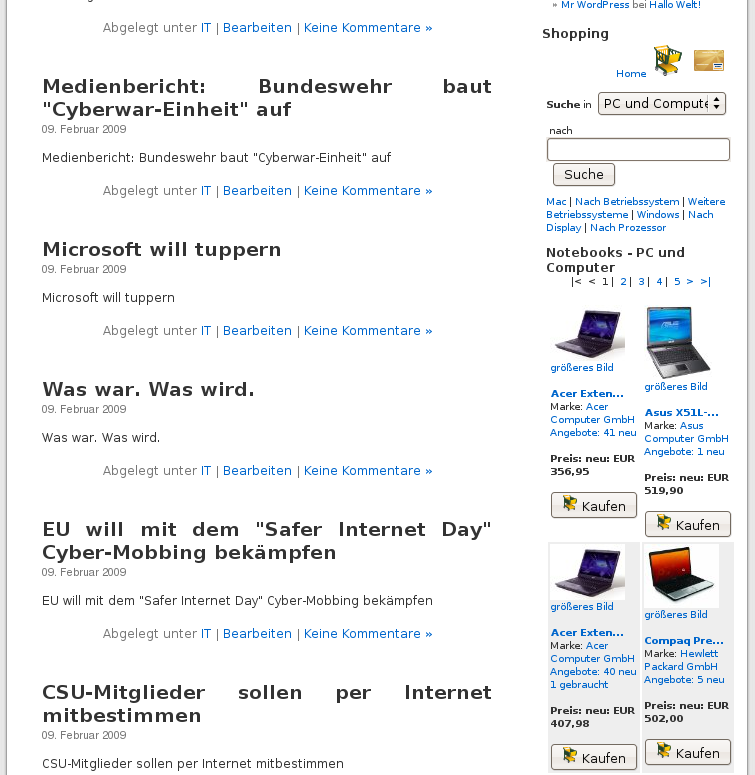 Abgelegt unter IT | Bearbeiten | Keine Kommentare »
Medienbericht: Bundeswehr baut
"Cyberwar-Einheit" auf
09. Februar 2009
Medienbericht: Bundeswehr baut "Cyberwar-Einheit" auf
Abgelegt unter IT | Bearbeiten | Keine Kommentare »
Microsoft will tuppern
09. Februar 2009
Microsoft will tuppern
Abgelegt unter IT | Bearbeiten | Keine Kommentare »
Was war. Was wird.
09. Februar 2009
Was war. Was wird.
Abgelegt unter IT | Bearbeiten | Keine Kommentare »
EU will mit dem "Safer Internet Day"
Cyber-Mobbing bekämpfen
09. Februar 2009
EU will mit dem "Safer Internet Day" Cyber-Mobbing bekämpfen
Abgelegt unter IT | Bearbeiten | Keine Kommentare »
CSU-Mitglieder sollen per Internet
mitbestimmen
09. Februar 2009
CSU-Mitglieder sollen per Internet mitbestimmen
» Mr WordPress bei Hallo Welt!
Shopping
Home
Suche in PC und Compute
nach
Suche
Mac | Nach Betriebssystem | Weitere
Betriebssysteme | Windows | Nach
Display | Nach Prozessor
Notebooks - PC und
Computer
|< < 1 | 2 | 3 | 4 | 5 > >|
größeres Bild
Acer Exten...
Marke: Acer
Computer GmbH
Angebote: 41 neu
Preis: neu: EUR
356,95
Kaufen
größeres Bild
Asus X51L-...
Marke: Asus
Computer GmbH
Angebote: 1 neu
Preis: neu: EUR
519,90
Kaufen
größeres Bild
Acer Exten...
Marke: Acer
Computer GmbH
Angebote: 40 neu
1 gebraucht
Preis: neu: EUR
407,98
Kaufen
größeres Bild
Compaq Pre...
Marke: Hewlett
Packard GmbH
Angebote: 5 neu
Preis: neu: EUR
502,00
Kaufen